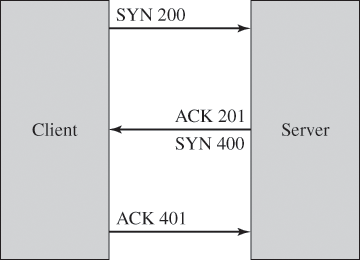 SYN 200
Client
ACK 201
SYN 400
Server
ACK 401